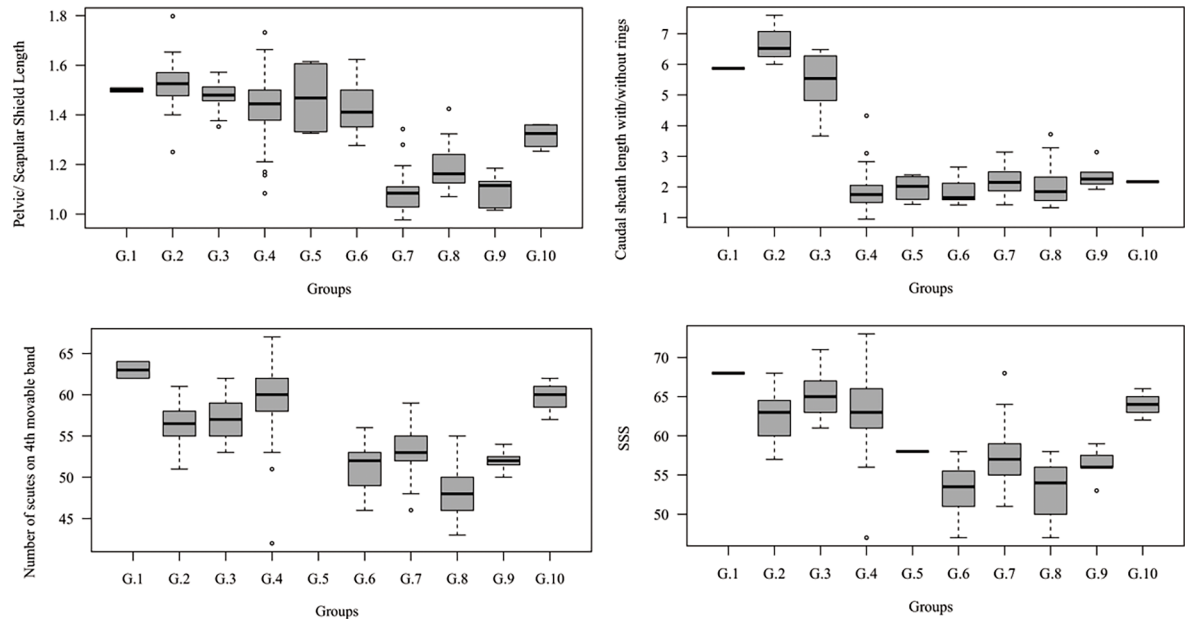 Pelvic/ Scapular Shield Length
1.8
1.6
1.4
1.2
1.0
G.1 G.2 G.3 G.4 G.5 G.6 G.7 G.8 G.9 G.10
Groups
Caudal sheath length with/without rings
7
6
5
4
3
2
1
G.1 G.2 G.3 G.4 G.5 G.6 G.7 G.8 G.9 G.10
Groups
Number of scutes on 4th movable band
65
60
55
50
45
G.1 G.2 G.3 G.4 G.5 G.6 G.7 G.8 G.9 G.10
Groups
SSS
70
65
60
55
50
G.1 G.2 G.3 G.4 G.5 G.6 G.7 G.8 G.9 G.10
Groups